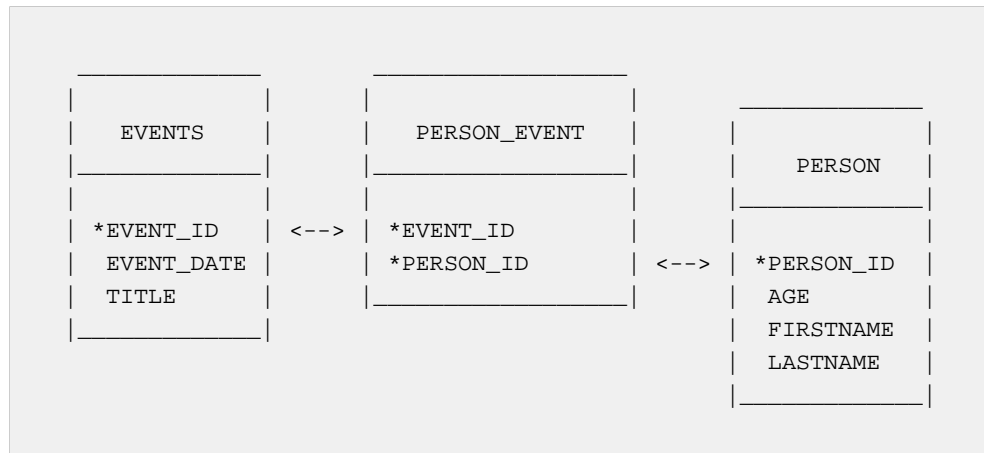 EVENTS
PERSON_EVENT
PERSON
*EVENT_ID <--> *EVENT_ID
EVENT_DATE *PERSON_ID <--> *PERSON_ID
TITLE AGE
FIRSTNAME
LASTNAME